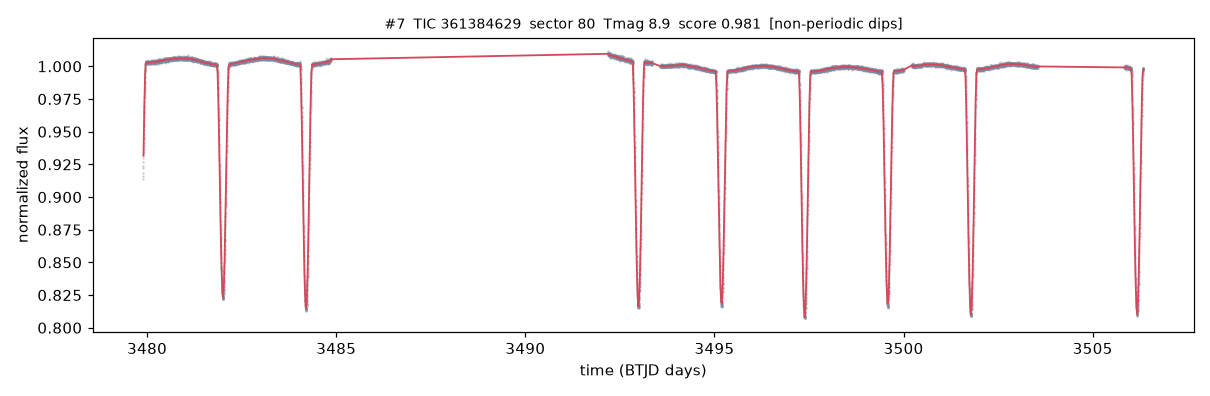 #7  TIC 361384629  sector 80  Tmag 8.9  score 0.981  [non-periodic dips]
1.000
0.975
0.950
0.925
0.900
0.875
0.850
0.825
0.800
normalized flux
3480 3485 3490 3495 3500 3505
time (BTJD days)